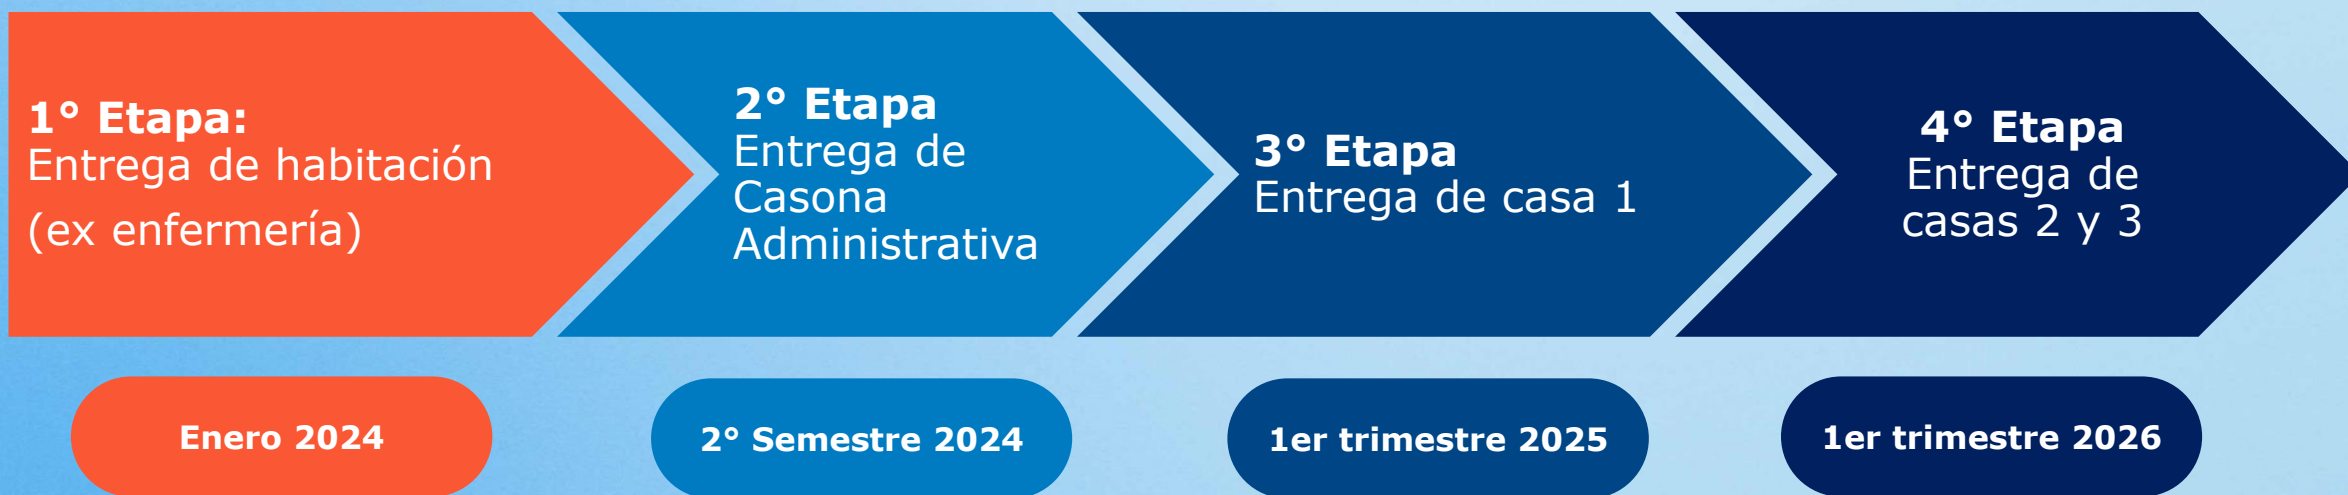 1° Etapa:
Entrega de habitación
(ex enfermería)
2° Etapa
Entrega de
Casona
Administrativa
3° Etapa
Entrega de casa 1
4° Etapa
Entrega de
casas 2 y 3
Enero 2024
2° Semestre 2024
1er trimestre 2025
1er trimestre 2026